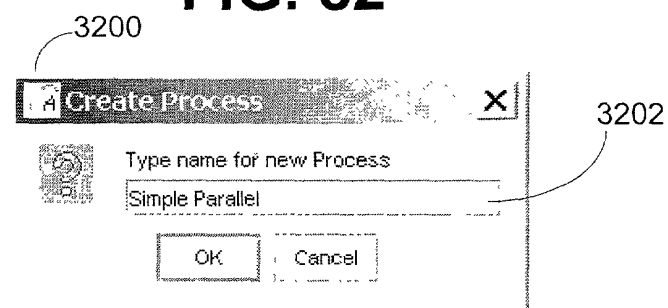 FIG. 32
3200
A Create Process X
3202
Type name for new Process
Simple Parallel
OK Cancel